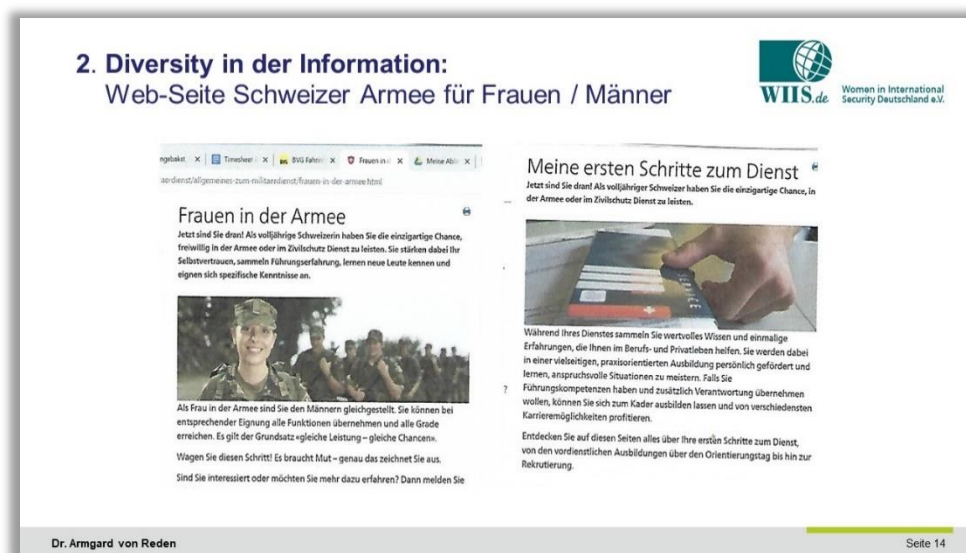 2. Diversity in der Information:
Web-Seite Schweizer Armee für Frauen / Männer
WIIS.de
Women in International
Security Deutschland e.V.
ngebakst. Timesheet BVG Fahrin Frauen in d Meine Abla
aordienst/allgemeines-zum-militaredienst/frauen-in-der-armee.html
Frauen in der Armee
Jetzt sind Sie dran! Als volljährige Schweizerin haben Sie die einzigartige Chance,
freiwillig in der Armee oder im Zivilschutz Dienst zu leisten. Sie stärken dabei Ihr
Selbstvertrauen, sammeln Führungserfahrung, lernen neue Leute kennen und
eignen sich spezifische Kenntnisse an.
Als Frau in der Armee sind Sie den Männern gleichgestellt. Sie können bei
entsprechender Eignung alle Funktionen übernehmen und alle Grade
erreichen. Es gilt der Grundsatz «gleiche Leistung – gleiche Chancen».
Wagen Sie diesen Schritt! Es braucht Mut – genau das zeichnet Sie aus.
Sind Sie interessiert oder möchten Sie mehr dazu erfahren? Dann melden Sie
Meine ersten Schritte zum Dienst
Jetzt sind Sie dran! Als volljähriger Schweizer haben Sie die einzigartige Chance, in
der Armee oder im Zivilschutz Dienst zu leisten.
Während Ihres Dienstes sammeln Sie wertvolles Wissen und einmalige
Erfahrungen, die Ihnen im Berufs- und Privatleben helfen. Sie werden dabei
in einer vielseitigen, praxisorientierten Ausbildung persönlich gefördert und
lernen, anspruchsvolle Situationen zu meistern. Falls Sie
Führungskompetenzen haben und zusätzlich Verantwortung übernehmen
wollen, können Sie sich zum Kader ausbilden lassen und von verschiedensten
Karrieremöglichkeiten profitieren.
Entdecken Sie auf diesen Seiten alles über Ihre ersten Schritte zum Dienst,
von den vordienstlichen Ausbildungen über den Orientierungstag bis hin zur
Rekrutierung.
Dr. Armgard von Reden
Seite 14